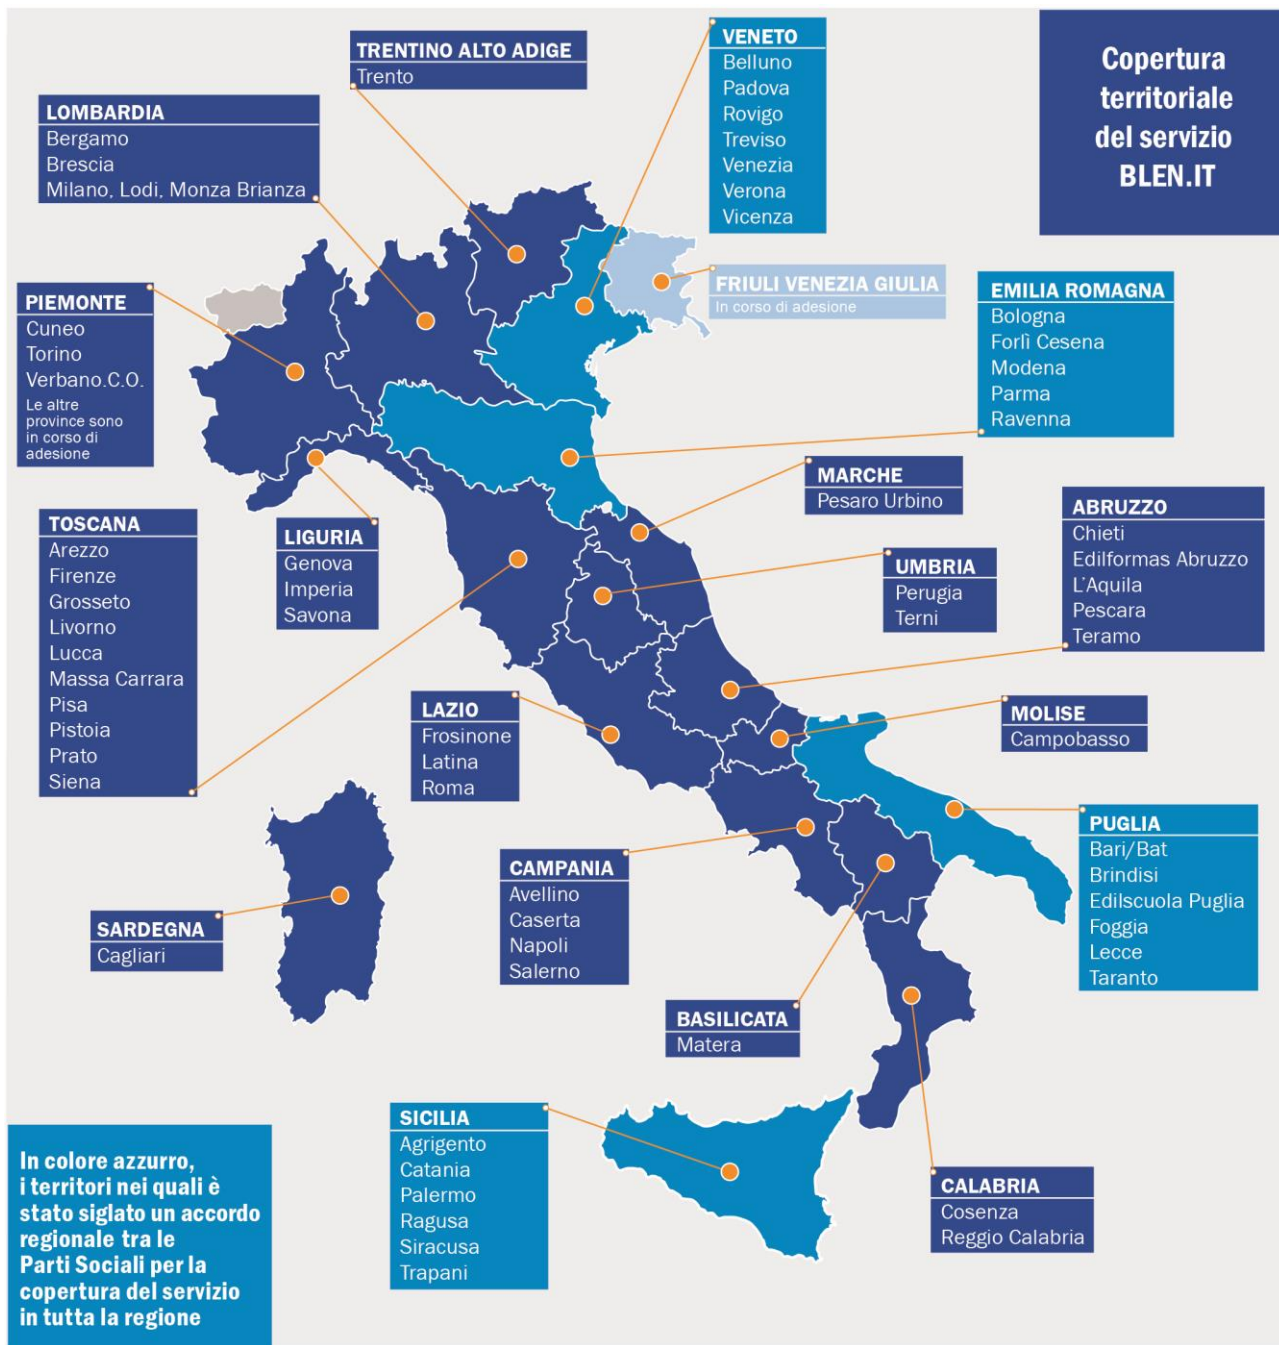 TRENTINO ALTO ADIGE
Trento
VENETO
Belluno
Padova
Rovigo
Treviso
Venezia
Verona
Vicenza
Copertura
territoriale
del servizio
BLEN.IT
LOMBARDIA
Bergamo
Brescia
Milano, Lodi, Monza Brianza
PIEMONTE
Cuneo
Torino
Verbano.C.O.
Le altre
province sono
in corso di
adesione
FRIULI VENEZIA GIULIA
In corso di adesione
EMILIA ROMAGNA
Bologna
Forlì Cesena
Modena
Parma
Ravenna
MARCHE
Pesaro Urbino
ABRUZZO
Chieti
Edilformas Abruzzo
L'Aquila
Pescara
Teramo
TOSCANA
Arezzo
Firenze
Grosseto
Livorno
Lucca
Massa Carrara
Pisa
Pistoia
Prato
Siena
LIGURIA
Genova
Imperia
Savona
UMBRIA
Perugia
Terni
LAZIO
Frosinone
Latina
Roma
MOLISE
Campobasso
PUGLIA
Bari/Bat
Brindisi
Edilscuola Puglia
Foggia
Lecce
Taranto
CAMPANIA
Avellino
Caserta
Napoli
Salerno
SARDEGNA
Cagliari
BASILICATA
Matera
SICILIA
Agrigento
Catania
Palermo
Ragusa
Siracusa
Trapani
CALABRIA
Cosenza
Reggio Calabria
In colore azzurro,
i territori nei quali è
stato siglato un accordo
regionale tra le
Parti Sociali per la
copertura del servizio
in tutta la regione